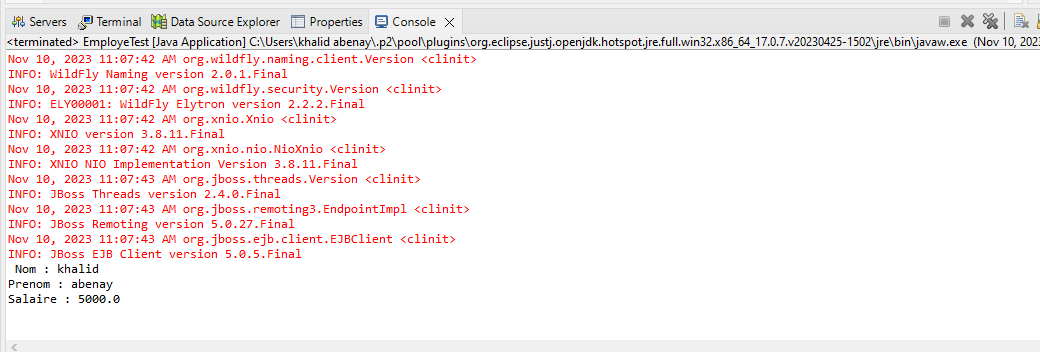 Servers Terminal Data Source Explorer Properties Console
<terminated> EmployeTest [Java Application] C:\Users\khalid abenay\.p2\pool\plugins\org.eclipse.justj.openjdk.hotspot.jre.full.win32.x86_64_17.0.7.v20230425-1502\jre\bin\javaw.exe (Nov 10, 2023
Nov 10, 2023 11:07:42 AM org.wildfly.naming.client.Version <clinit>
INFO: WildFly Naming version 2.0.1.Final
Nov 10, 2023 11:07:42 AM org.wildfly.security.Version <clinit>
INFO: ELY00001: WildFly Elytron version 2.2.2.Final
Nov 10, 2023 11:07:42 AM org.xnio.Xnio <clinit>
INFO: XNIO version 3.8.11.Final
Nov 10, 2023 11:07:42 AM org.xnio.nio.NioXnio <clinit>
INFO: XNIO NIO Implementation Version 3.8.11.Final
Nov 10, 2023 11:07:43 AM org.jboss.threads.Version <clinit>
INFO: JBoss Threads version 2.4.0.Final
Nov 10, 2023 11:07:43 AM org.jboss.remoting3.EndpointImpl <clinit>
INFO: JBoss Remoting version 5.0.27.Final
Nov 10, 2023 11:07:43 AM org.jboss.ejb.client.EJBClient <clinit>
INFO: JBoss EJB Client version 5.0.5.Final
Nom : khalid
Prenom : abenay
Salaire : 5000.0